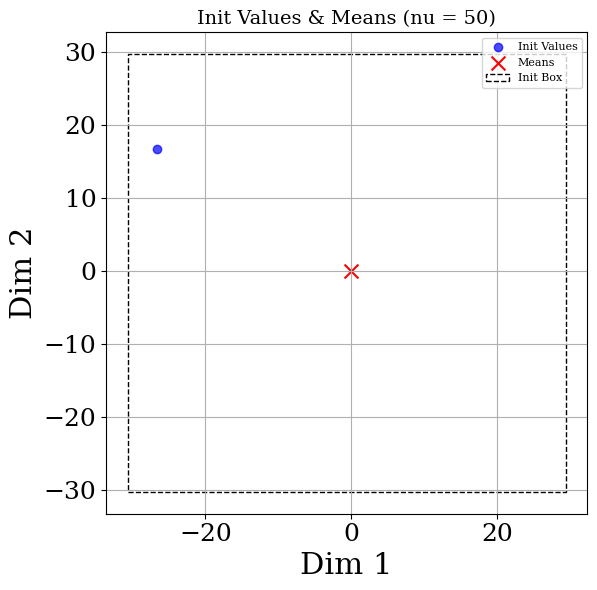 Init Values & Means (nu = 50)
Init Values
Means
Init Box
30
20
10
0
−10
−20
−30
Dim 2
−20
0
20
Dim 1